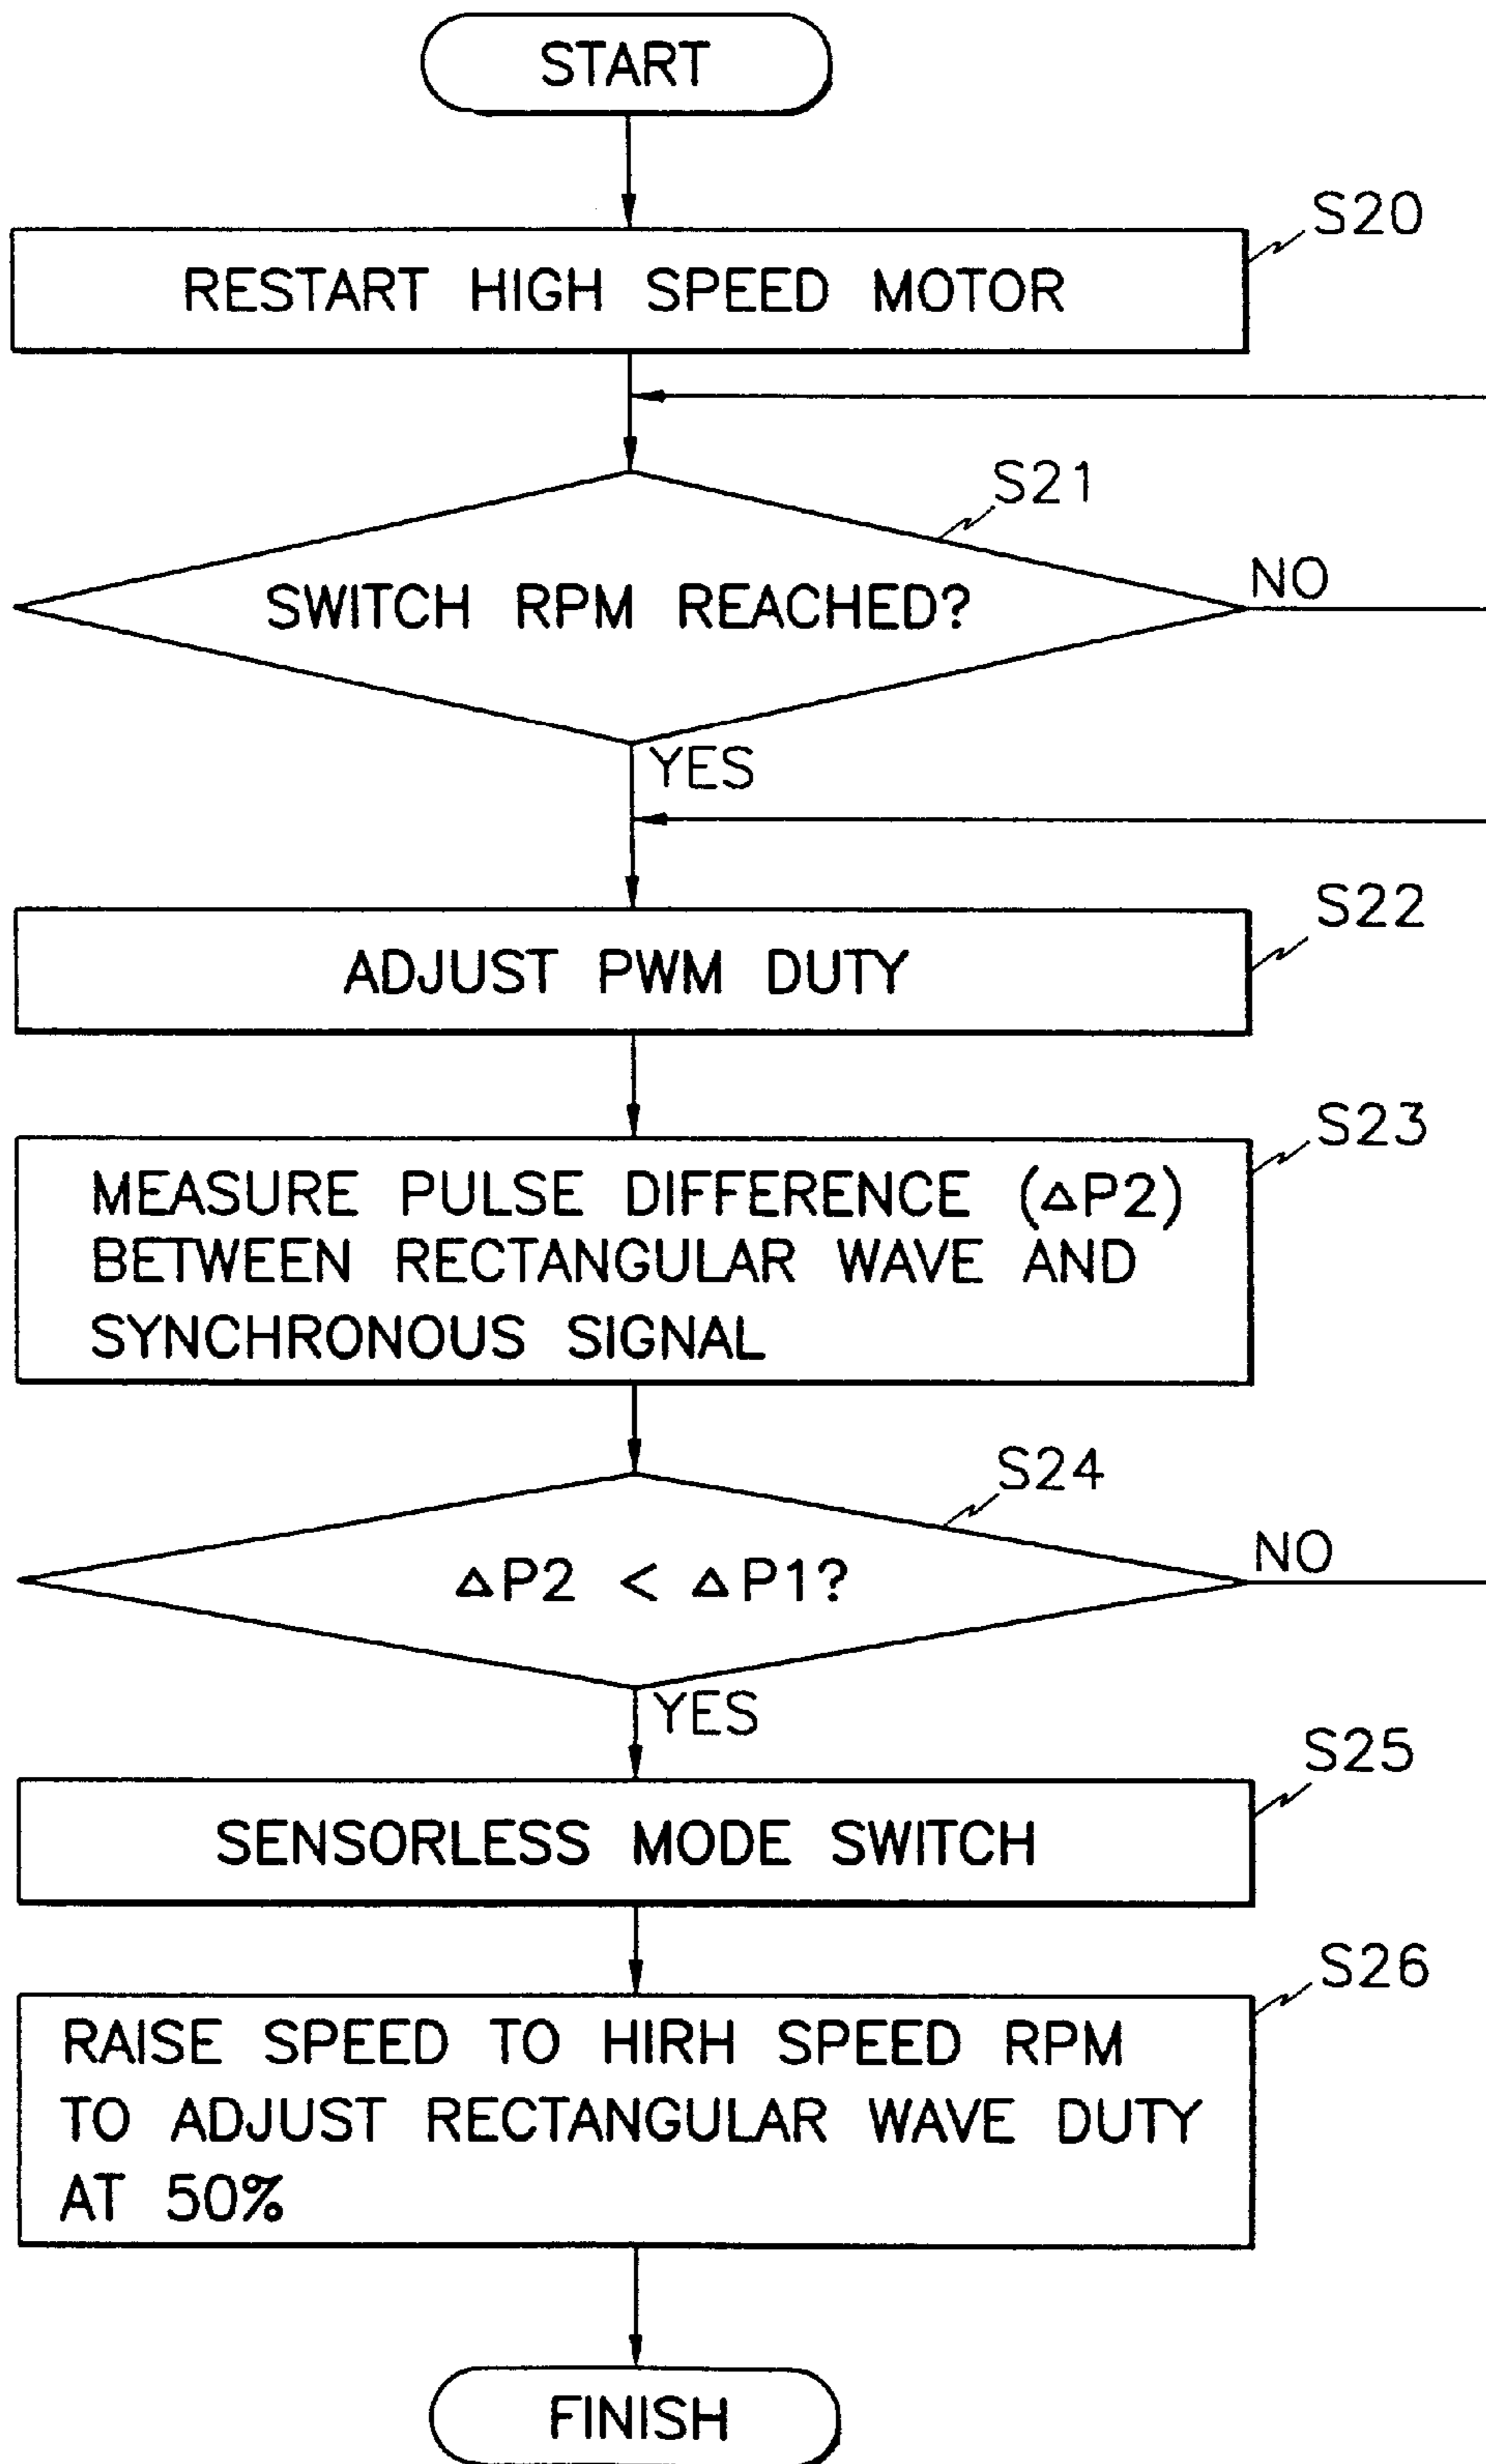 START
S20
RESTART HIGH SPEED MOTOR
S21
SWITCH RPM REACHED?
NO
YES
S22
ADJUST PWM DUTY
S23
MEASURE PULSE DIFFERENCE (ΔP2)
BETWEEN RECTANGULAR WAVE AND
SYNCHRONOUS SIGNAL
S24
ΔP2 < ΔP1?
NO
YES
S25
SENSORLESS MODE SWITCH
S26
RAISE SPEED TO HIRH SPEED RPM
TO ADJUST RECTANGULAR WAVE DUTY
AT 50%
FINISH